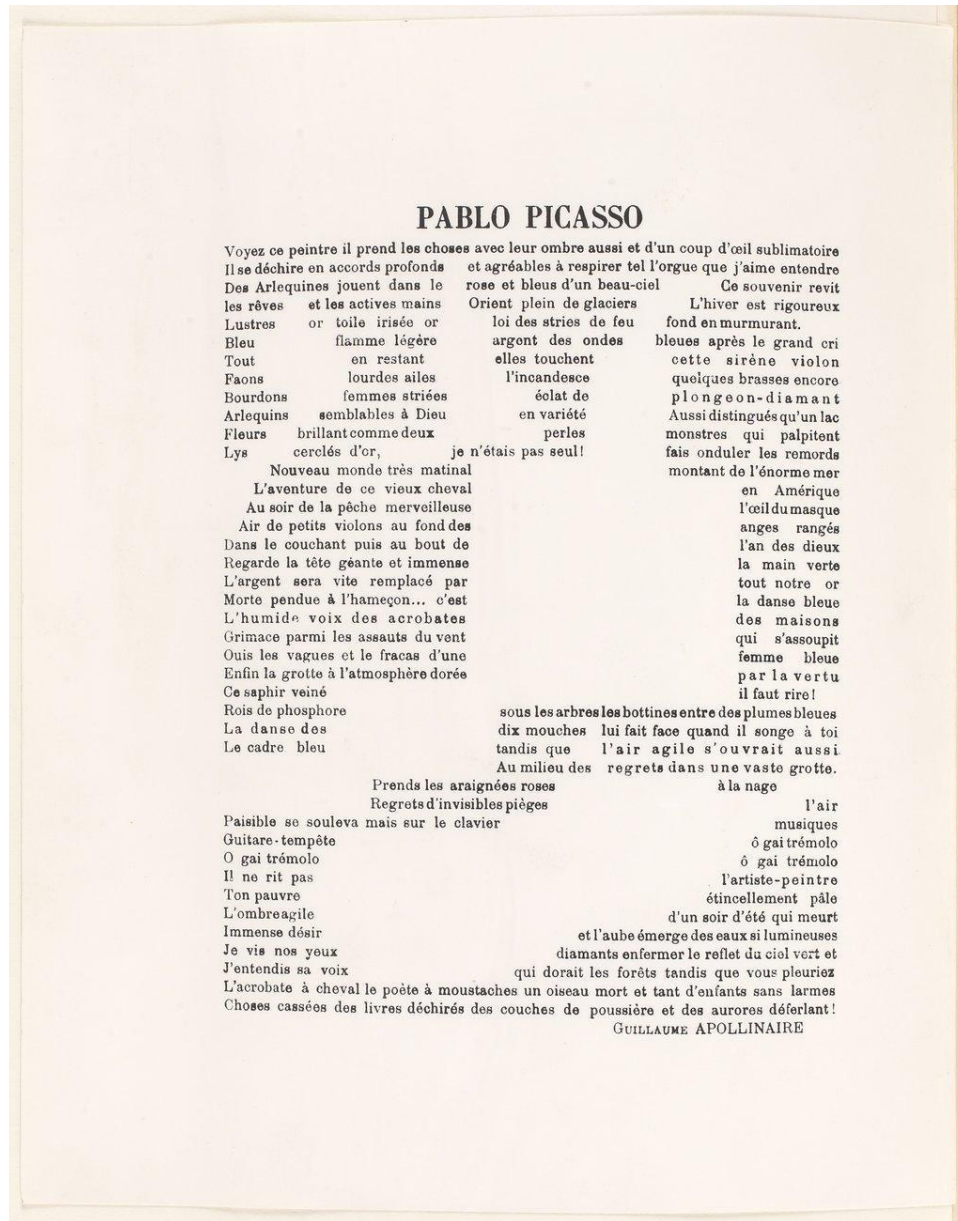 PABLO PICASSO
Voyez ce peintre il prend les choses avec leur ombre aussi et d'un coup d'œil sublimatoire
Il se déchire en accords profonds et agréables à respirer tel l'orgue que j'aime entendre
Des Arlequines jouent dans le rose et bleus d'un beau-ciel Ce souvenir revit
les rêves et les actives mains Orient plein de glaciers L'hiver est rigoureux
Lustres or toile irisée or loi des stries de feu fond en murmurant.
Bleu flamme légère argent des ondes bleues après le grand cri
Tout en restant elles touchent cette sirène violon
Faons lourdes ailes l'incandesce quelques brasses encore
Bourdons femmes striées éclat de plongeon-diamant
Arlequins semblables à Dieu en variété Aussi distingués qu'un lac
Fleurs brillant comme deux perles monstres qui palpitent
Lys cerclés d'or, je n'étais pas seul! fais onduler les remords
Nouveau monde très matinal montant de l'énorme mer
L'aventure de ce vieux cheval en Amérique
Au soir de la pêche merveilleuse l'œil du masque
Air de petits violons au fond des anges rangés
Dans le couchant puis au bout de l'an des dieux
Regarde la tête géante et immense la main verte
L'argent sera vite remplacé par tout notre or
Morte pendue à l'hameçon... c'est la danse bleue
L'humide voix des acrobates des maisons
Grimace parmi les assauts du vent qui s'assoupit
Ouis les vagues et le fracas d'une femme bleue
Enfin la grotte à l'atmosphère dorée par la vertu
Ce saphir veiné il faut rire!
Rois de phosphore sous les arbres les bottines entre des plumes bleues
La danse des dix mouches lui fait face quand il songe à toi
Le cadre bleu tandis que l'air agile s'ouvrait aussi
Au milieu des regrets dans une vaste grotte.
Prends les araignées roses à la nage
Regrets d'invisibles pièges l'air
Paisible se souleva mais sur le clavier musiques
Guitare-tempête ô gai trémolo
O gai trémolo ô gai trémolo
Il ne rit pas l'artiste-peintre
Ton pauvre étincellement pâle
L'ombre agile d'un soir d'été qui meurt
Immense désir et l'aube émerge des eaux si lumineuses
Je vis nos yeux diamants enfermer le reflet du ciel vert et
J'entendis sa voix qui dorait les forêts tandis que vous pleuriez
L'acrobate à cheval le poète à moustaches un oiseau mort et tant d'enfants sans larmes
Choses cassées des livres déchirés des couches de poussière et des aurores déferlant!
GUILLAUME APOLLINAIRE